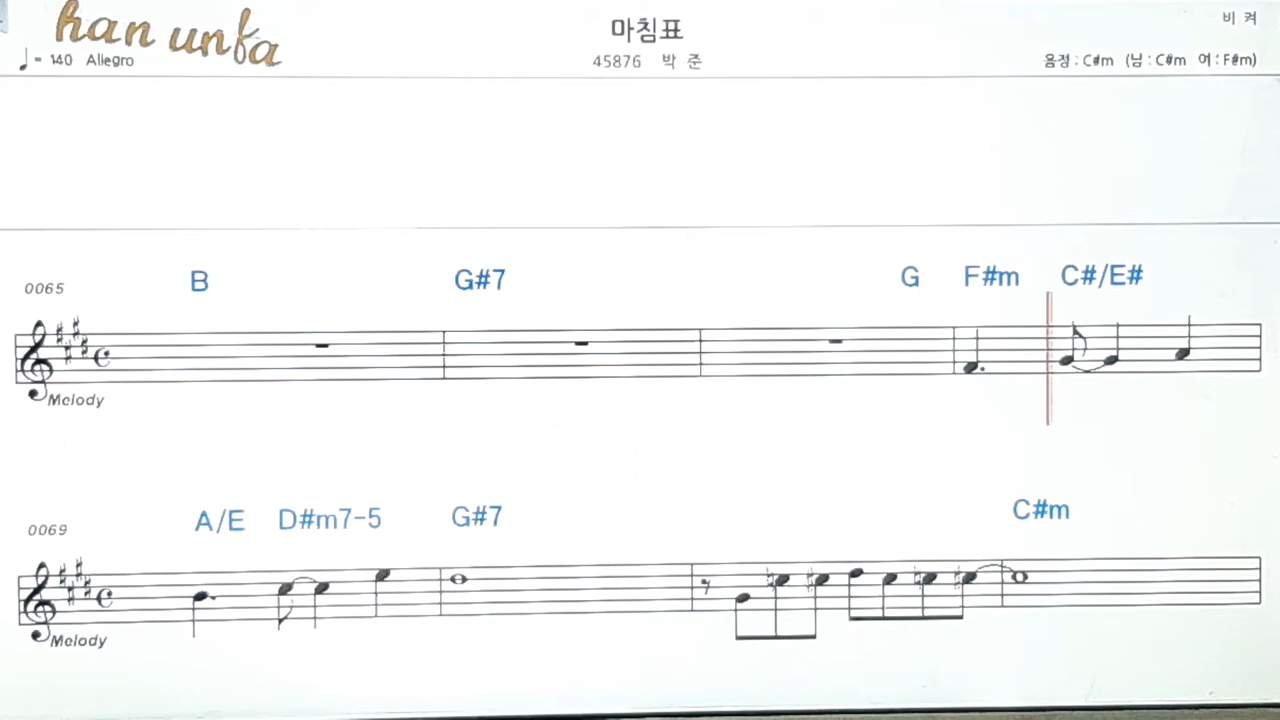 han unfa
마침표
비 켜
♩= 140 Allegro
45876 박 준
음정 : C#m (남 : C#m 여 : F#m)
0065
B G#7 G F#m C#/E#
Melody
0069
A/E D#m7-5 G#7 C#m
Melody